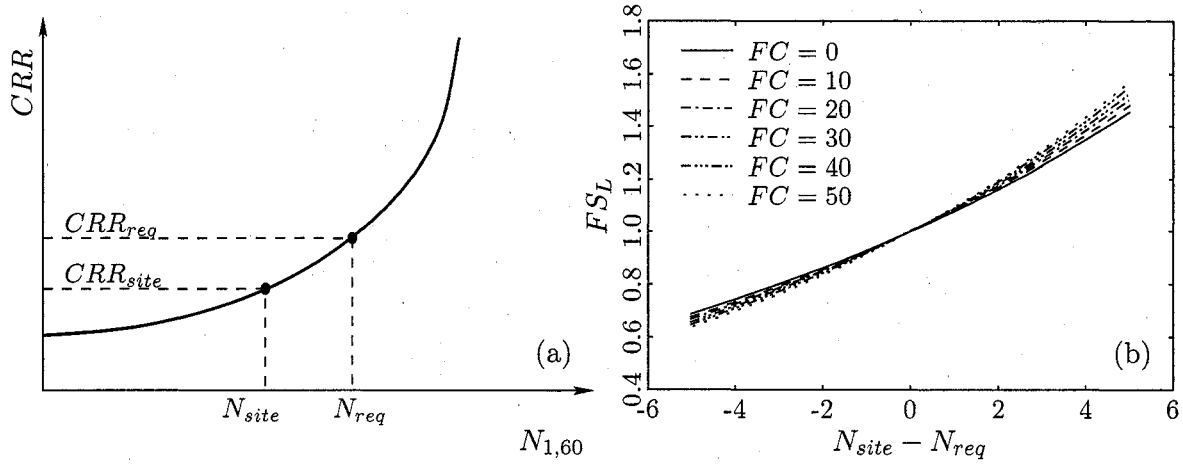 CRR
CRR_req
CRR_site
(a)
N_site
N_req
N_1,60
FS_L
1.8
1.6
1.4
1.2
1.0
0.8
0.6
0.4
FC = 0
FC = 10
FC = 20
FC = 30
FC = 40
FC = 50
(b)
-6
-4
-2
0
2
4
6
N_site − N_req